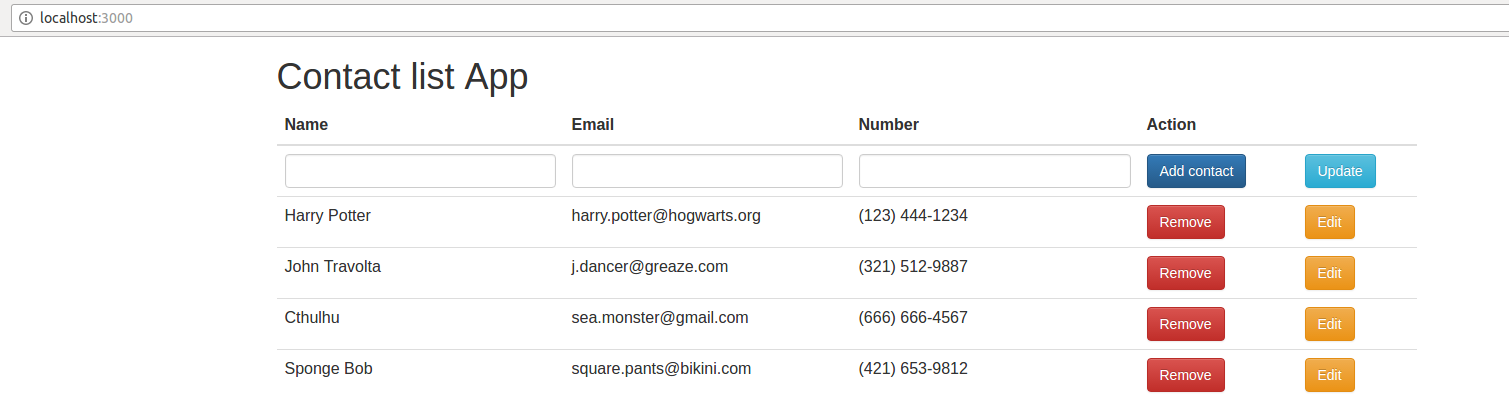 localhost:3000
Contact list App
Name Email Number Action
Add contact Update
Harry Potter harry.potter@hogwarts.org (123) 444-1234 Remove Edit
John Travolta j.dancer@greaze.com (321) 512-9887 Remove Edit
Cthulhu sea.monster@gmail.com (666) 666-4567 Remove Edit
Sponge Bob square.pants@bikini.com (421) 653-9812 Remove Edit